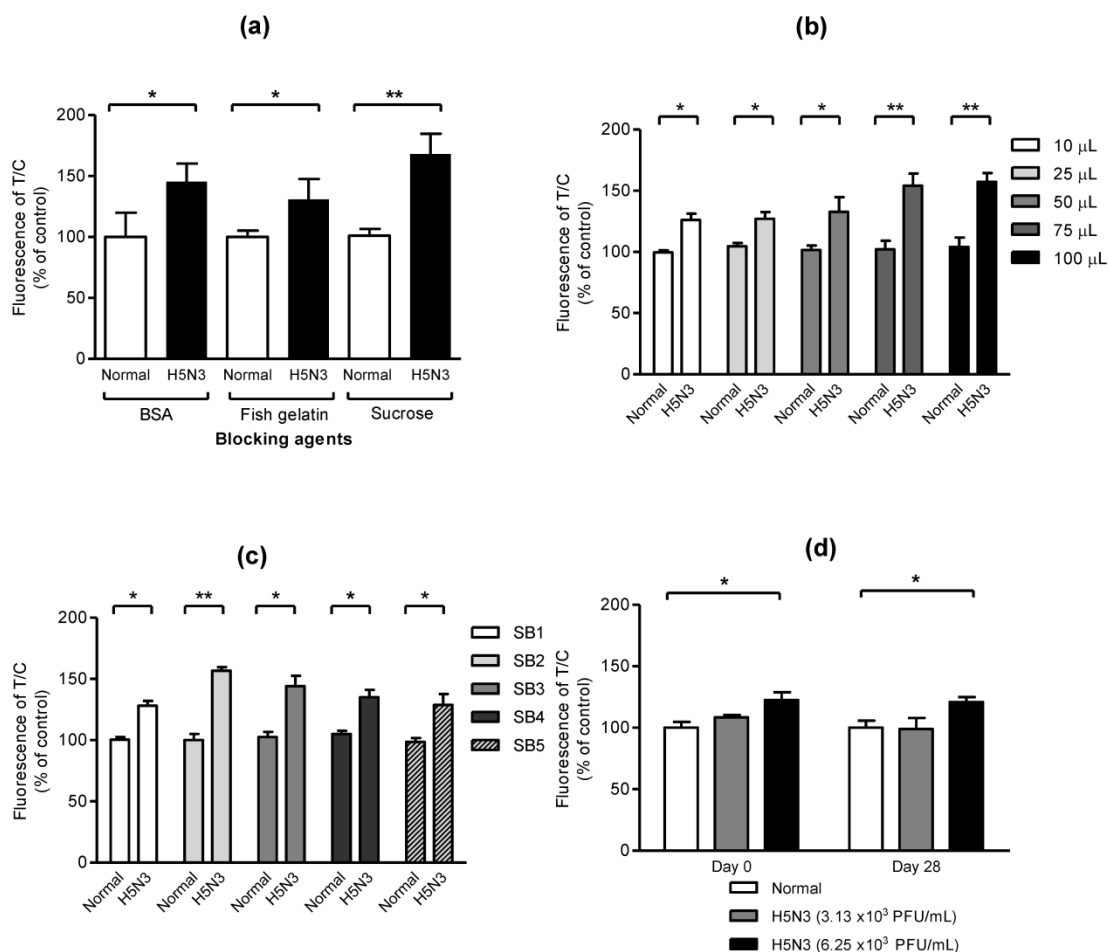 (a)
* * **
200
150
100
50
0
Fluorescence of T/C
(% of control)
Normal H5N3 Normal H5N3 Normal H5N3
BSA Fish gelatin Sucrose
Blocking agents
(b)
* * * ** **
200
150
100
50
0
Fluorescence of T/C
(% of control)
Normal H5N3 Normal H5N3 Normal H5N3 Normal H5N3 Normal H5N3
10 μL
25 μL
50 μL
75 μL
100 μL
(c)
* ** * * *
200
150
100
50
0
Fluorescence of T/C
(% of control)
Normal H5N3 Normal H5N3 Normal H5N3 Normal H5N3 Normal H5N3
SB1
SB2
SB3
SB4
SB5
(d)
* *
200
150
100
50
0
Fluorescence of T/C
(% of control)
Day 0 Day 28
Normal
H5N3 (3.13 x10³ PFU/mL)
H5N3 (6.25 x10³ PFU/mL)